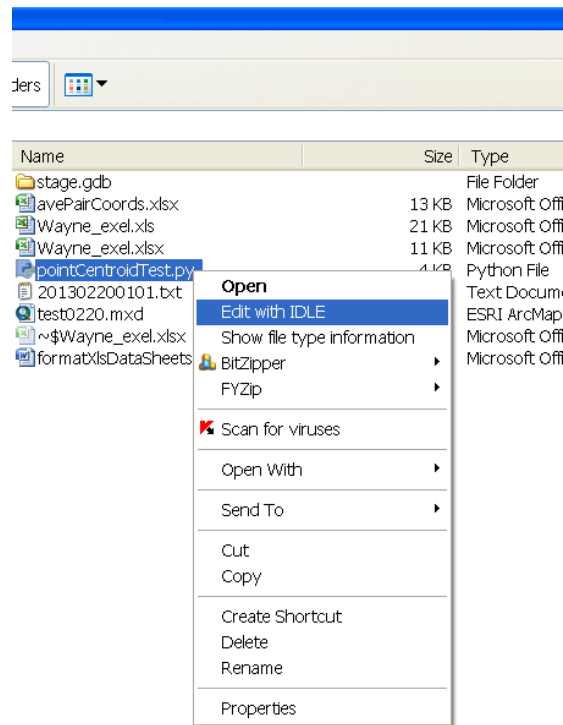 ders
Name Size Type
stage.gdb File Folder
avePairCoords.xlsx 13 KB Microsoft Offi
Wayne_exel.xls 21 KB Microsoft Offi
Wayne_exel.xlsx 11 KB Microsoft Offi
pointCentroidTest.py 4 KB Python File
201302200101.txt Text Docum
test0220.mxd ESRI ArcMap
~$Wayne_exel.xlsx Microsoft Offi
formatXlsDataSheets Microsoft Offi
Open
Edit with IDLE
Show file type information
BitZipper
FYZip
Scan for viruses
Open With
Send To
Cut
Copy
Create Shortcut
Delete
Rename
Properties